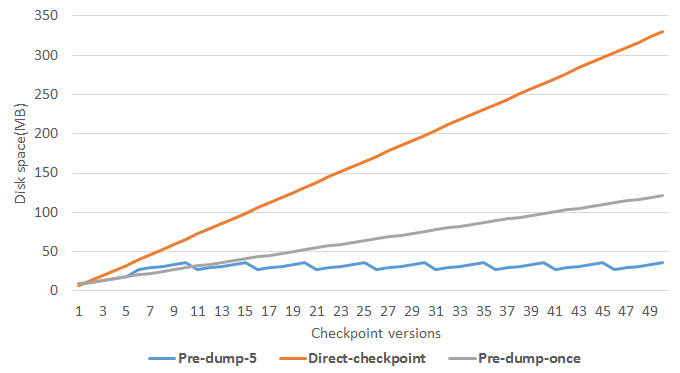 350
300
250
200
150
100
50
0
Disk space(MB)
1 3 5 7 9 11 13 15 17 19 21 23 25 27 29 31 33 35 37 39 41 43 45 47 49
Checkpoint versions
Pre-dump-5 Direct-checkpoint Pre-dump-once